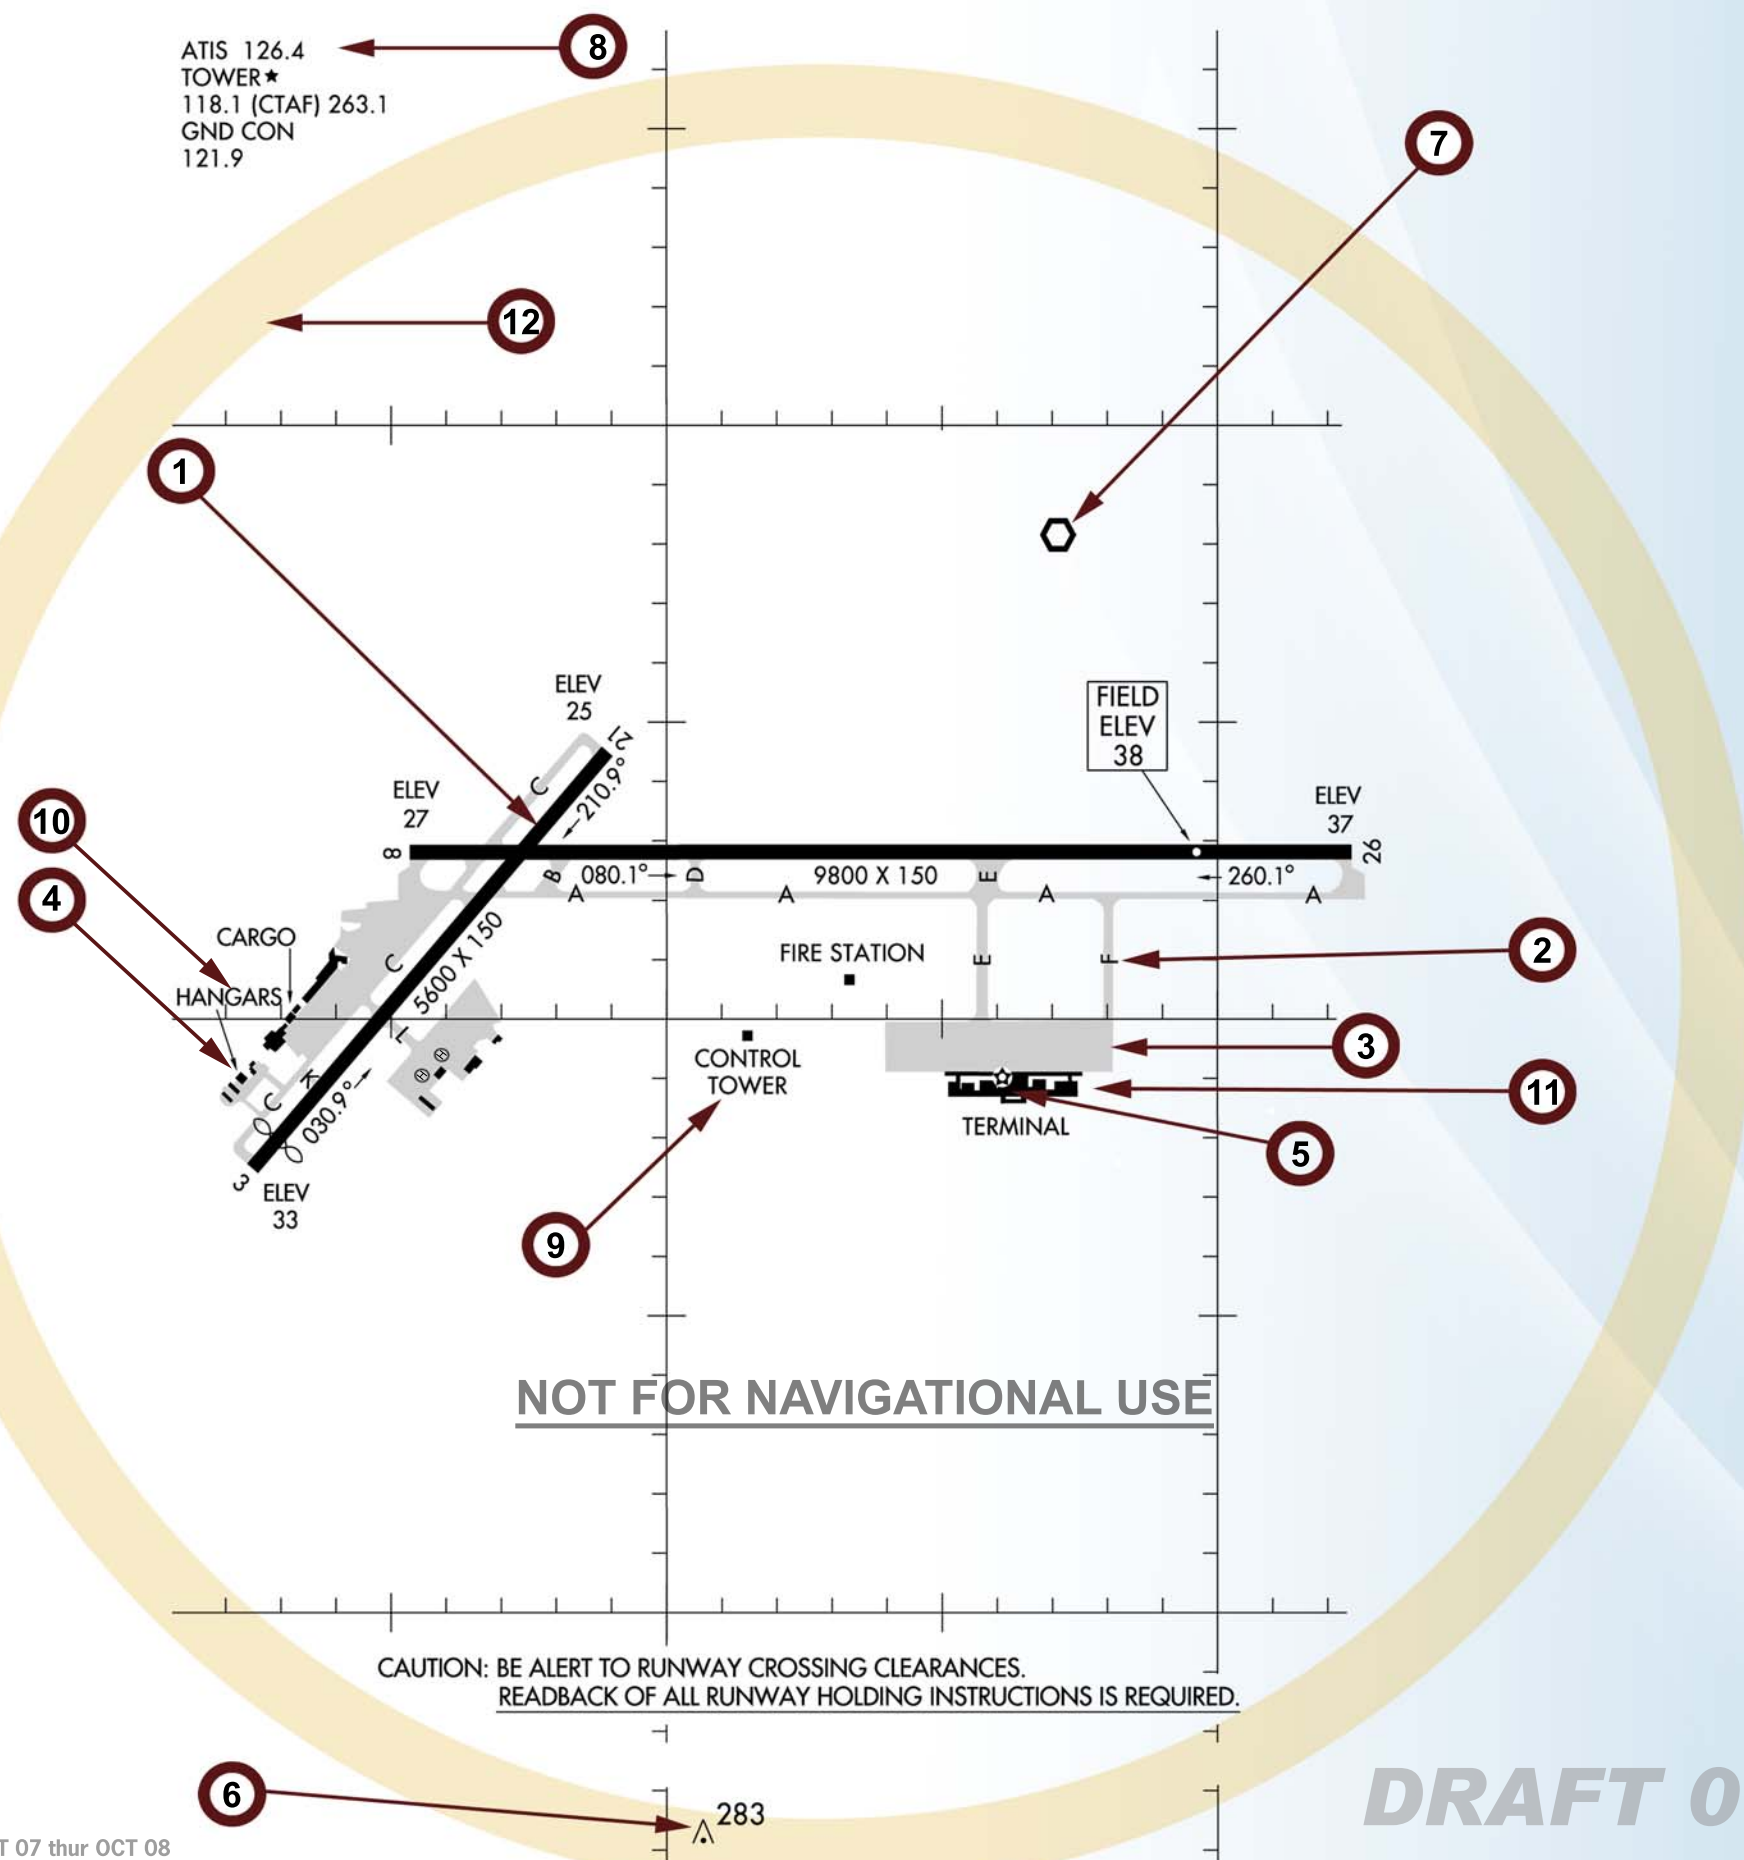 ATIS 126.4
TOWER★
118.1 (CTAF) 263.1
GND CON
121.9
8
7
12
1
ELEV
25
21
210.9°
C
FIELD
ELEV
38
ELEV
27
ELEV
37
10
8
26
B
080.1°
D
9800 X 150
E
260.1°
A
A
A
A
4
CARGO
HANGARS
C
5600 X 150
FIRE STATION
E
F
2
L
H
H
CONTROL
TOWER
3
K
C
030.9°
11
TERMINAL
5
3
ELEV
33
9
NOT FOR NAVIGATIONAL USE
CAUTION: BE ALERT TO RUNWAY CROSSING CLEARANCES.
READBACK OF ALL RUNWAY HOLDING INSTRUCTIONS IS REQUIRED.
6
283
DRAFT 0
T 07 thur OCT 08